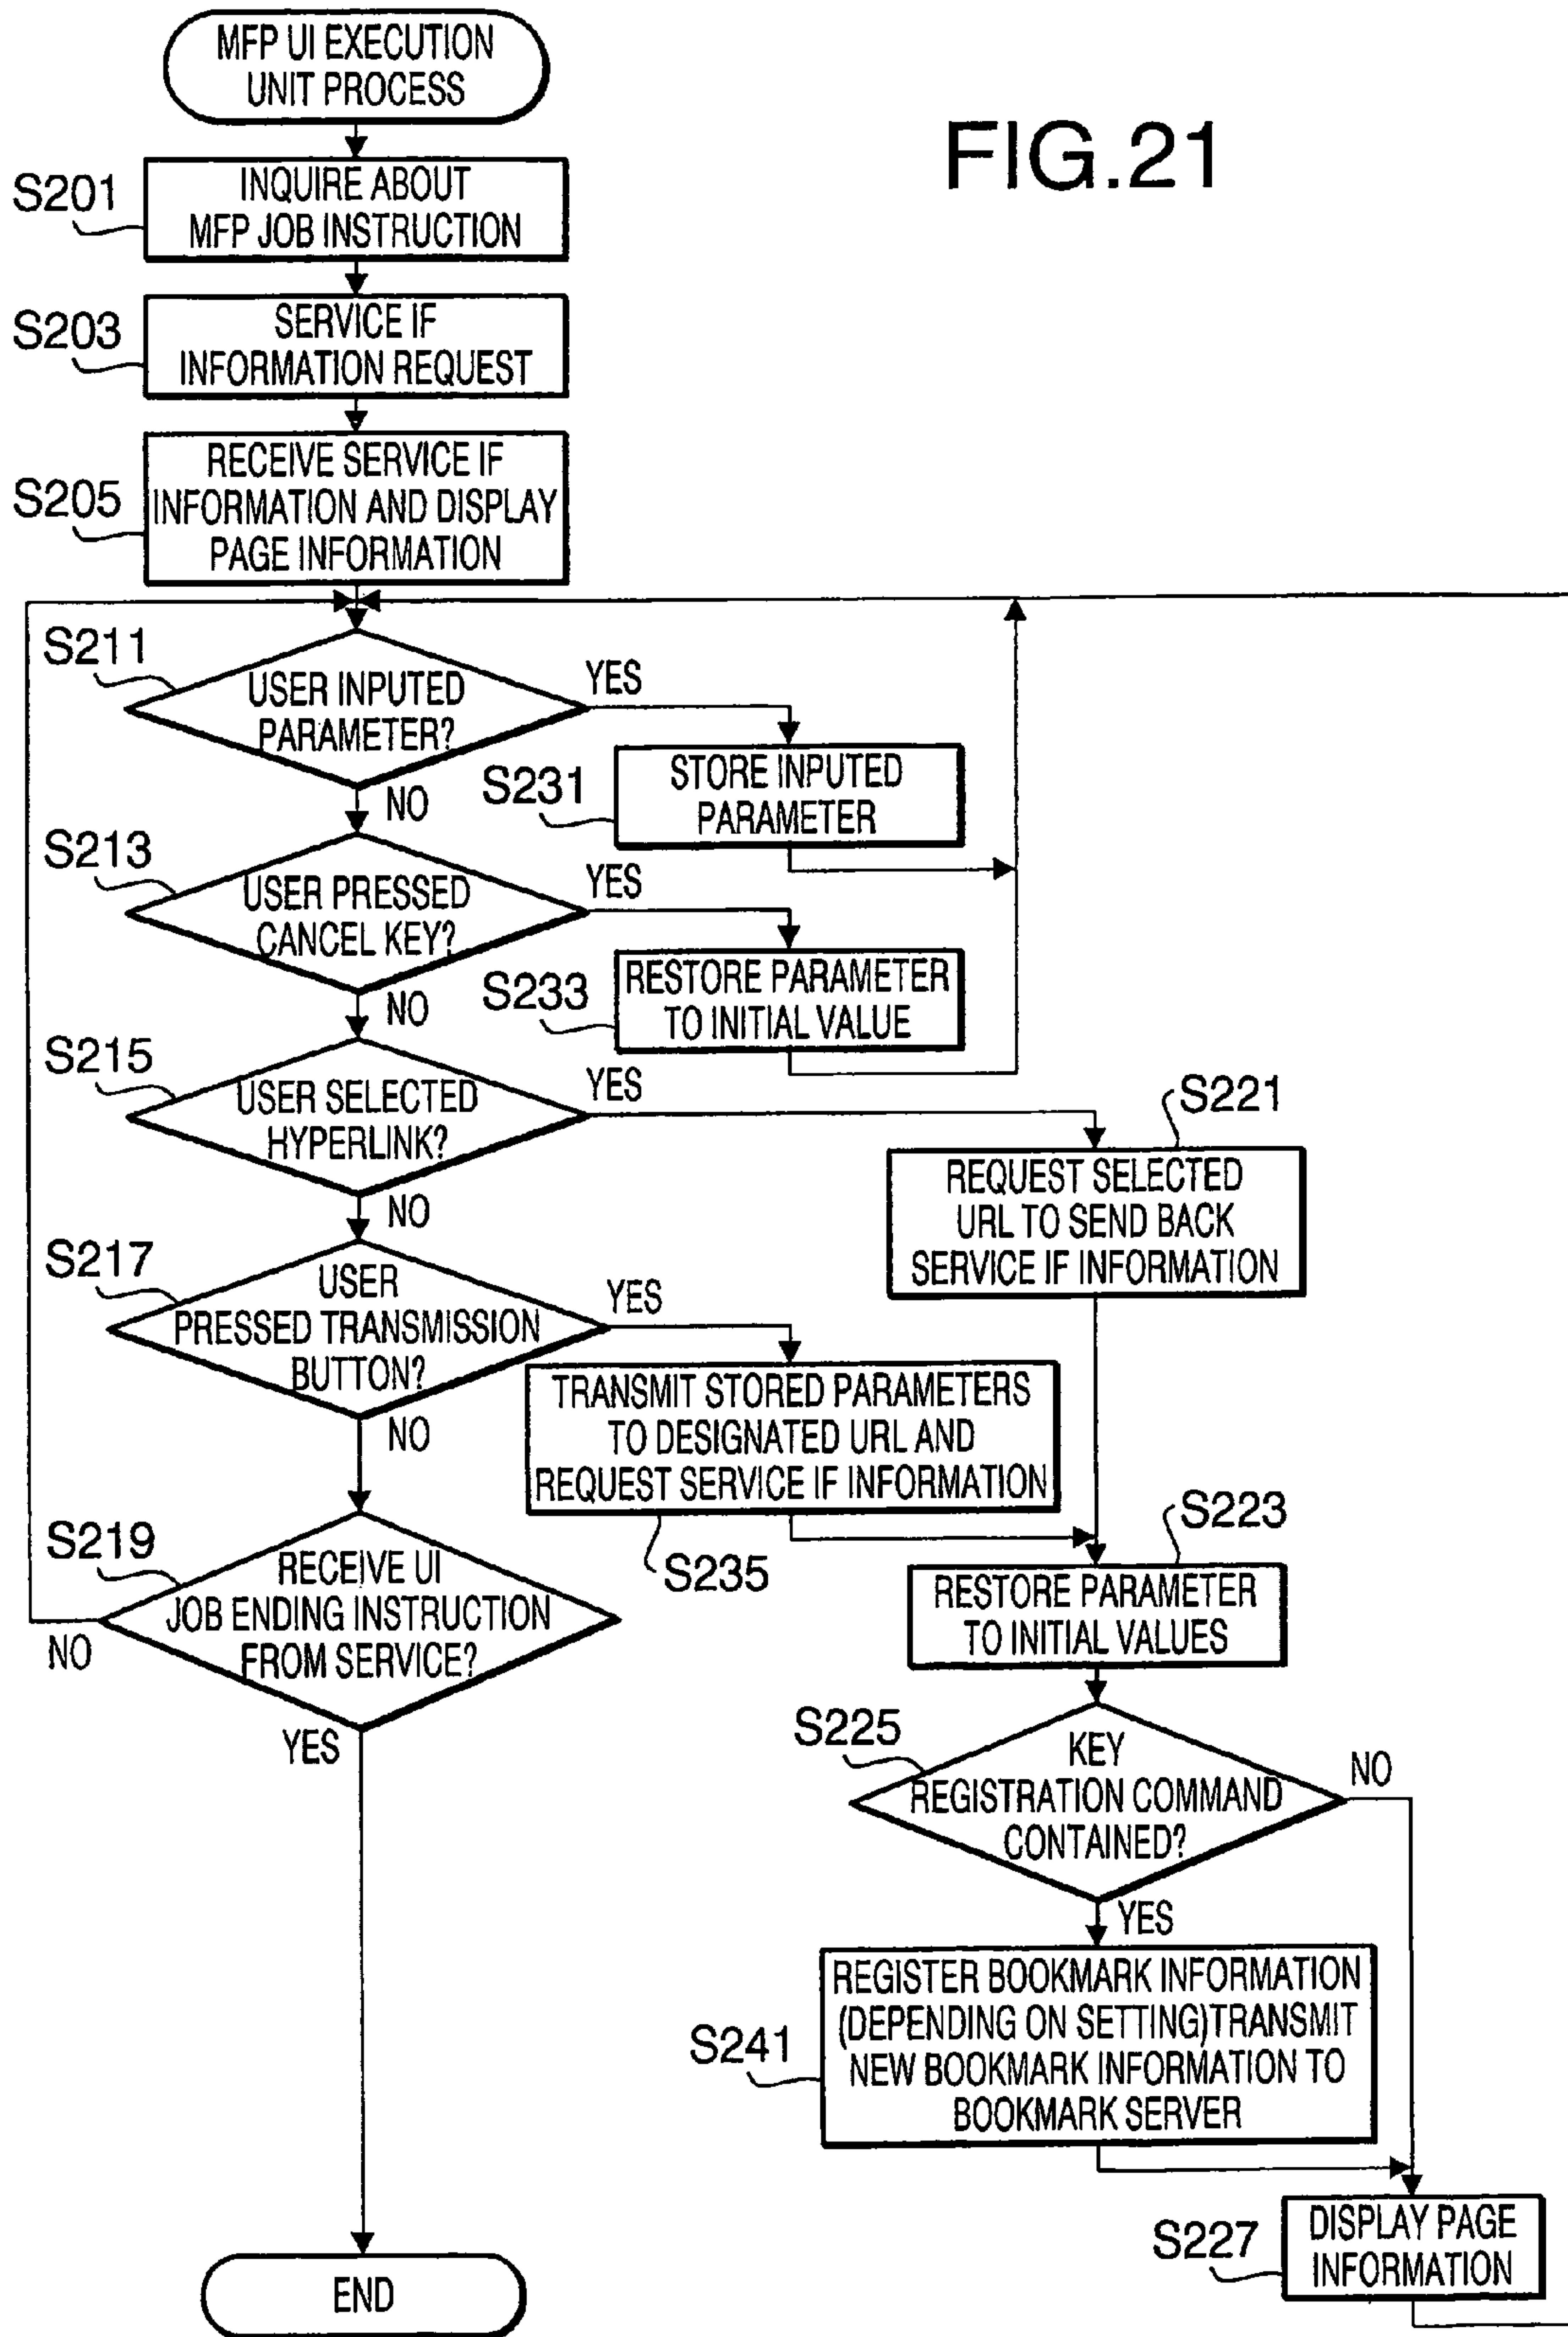 MFP UI EXECUTION
UNIT PROCESS
FIG.21
S201
INQUIRE ABOUT
MFP JOB INSTRUCTION
S203
SERVICE IF
INFORMATION REQUEST
S205
RECEIVE SERVICE IF
INFORMATION AND DISPLAY
PAGE INFORMATION
S211
USER INPUTED
PARAMETER?
YES
NO
S231
STORE INPUTED
PARAMETER
S213
USER PRESSED
CANCEL KEY?
YES
NO
S233
RESTORE PARAMETER
TO INITIAL VALUE
S215
USER SELECTED
HYPERLINK?
YES
NO
S221
REQUEST SELECTED
URL TO SEND BACK
SERVICE IF INFORMATION
S217
USER
PRESSED TRANSMISSION
BUTTON?
YES
NO
TRANSMIT STORED PARAMETERS
TO DESIGNATED URL AND
REQUEST SERVICE IF INFORMATION
S235
S219
RECEIVE UI
JOB ENDING INSTRUCTION
FROM SERVICE?
NO
YES
S223
RESTORE PARAMETER
TO INITIAL VALUES
S225
KEY
REGISTRATION COMMAND
CONTAINED?
NO
YES
S241
REGISTER BOOKMARK INFORMATION
(DEPENDING ON SETTING)TRANSMIT
NEW BOOKMARK INFORMATION TO
BOOKMARK SERVER
S227
DISPLAY PAGE
INFORMATION
END